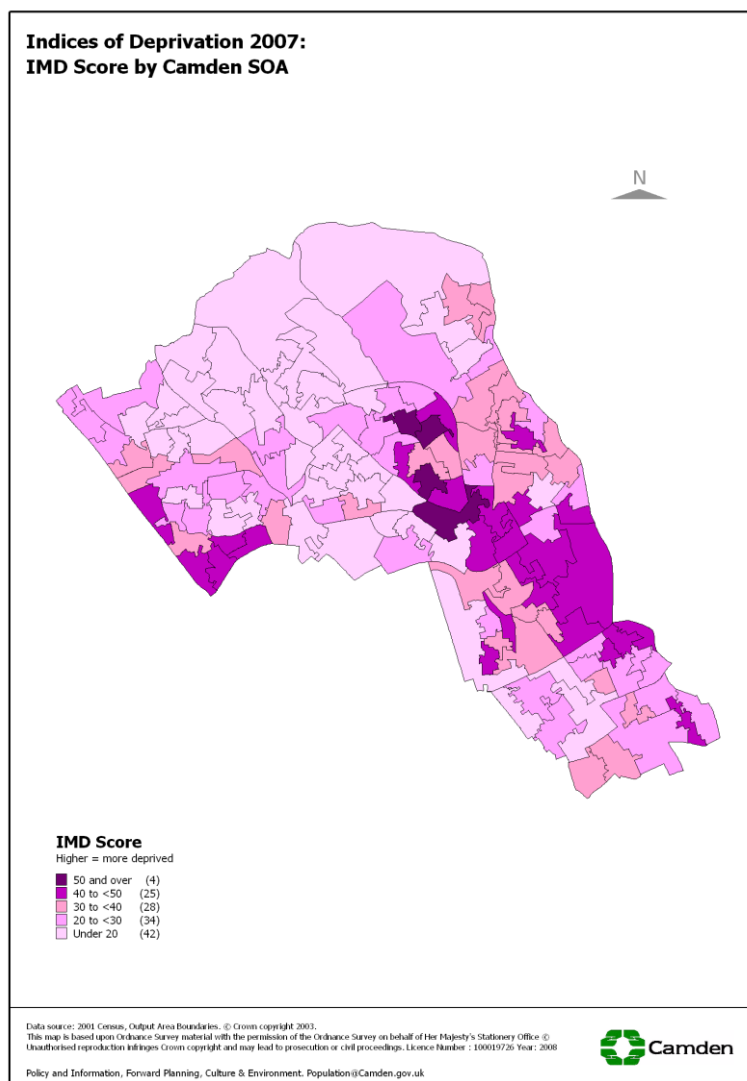 Indices of Deprivation 2007:
IMD Score by Camden SOA
N
IMD Score
Higher = more deprived
50 and over (4)
40 to <50 (25)
30 to <40 (28)
20 to <30 (34)
Under 20 (42)
Data source: 2001 Census, Output Area Boundaries. © Crown copyright 2003.
This map is based upon Ordnance Survey material with the permission of the Ordnance Survey on behalf of Her Majesty's Stationery Office ©
Unauthorised reproduction infringes Crown copyright and may lead to prosecution or civil proceedings. Licence Number : 100019726 Year: 2008
Policy and Information, Forward Planning, Culture & Environment. Population@Camden.gov.uk
Camden